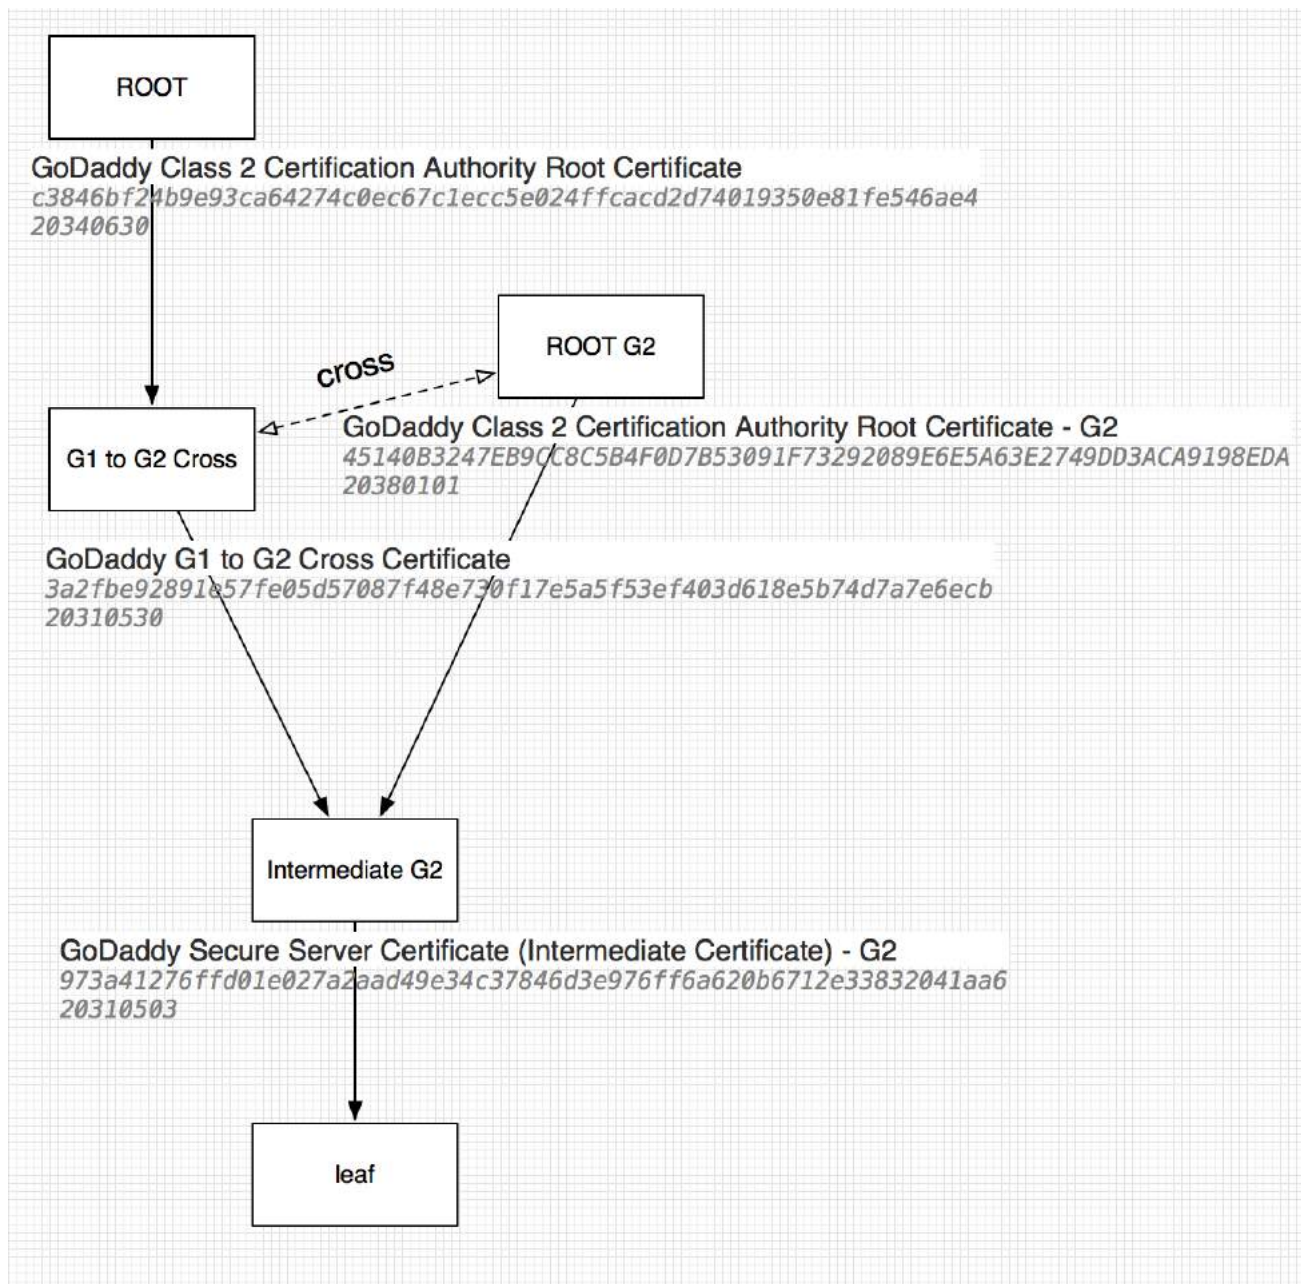 ROOT
GoDaddy Class 2 Certification Authority Root Certificate
c3846bf24b9e93ca64274c0ec67c1ecc5e024ffcacd2d74019350e81fe546ae4
20340630
ROOT G2
cross
GoDaddy Class 2 Certification Authority Root Certificate - G2
45140B3247EB9CC8C5B4F0D7B53091F73292089E6E5A63E2749DD3ACA9198EDA
20380101
G1 to G2 Cross
GoDaddy G1 to G2 Cross Certificate
3a2fbe92891e57fe05d57087f48e730f17e5a5f53ef403d618e5b74d7a7e6ecb
20310530
Intermediate G2
GoDaddy Secure Server Certificate (Intermediate Certificate) - G2
973a41276ffd01e027a2aad49e34c37846d3e976ff6a620b6712e33832041aa6
20310503
leaf